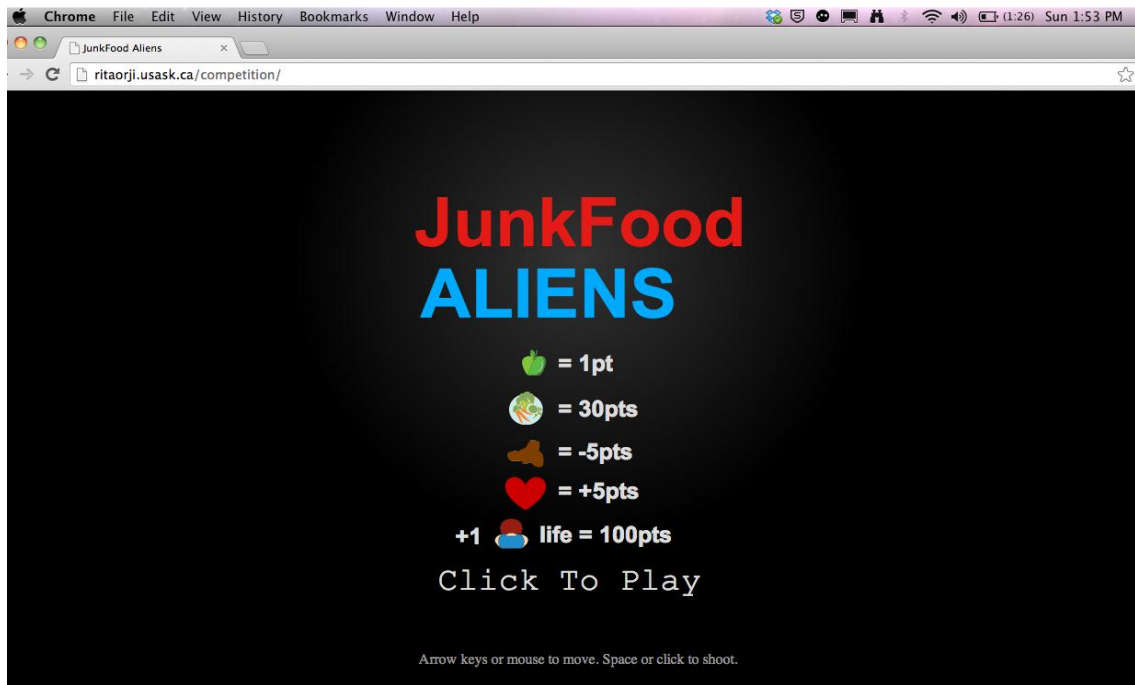 Chrome File Edit View History Bookmarks Window Help (1:26) Sun 1:53 PM
JunkFood Aliens
ritaorji.usask.ca/competition/
JunkFood
ALIENS
= 1pt
= 30pts
= -5pts
= +5pts
+1 life = 100pts
Click To Play
Arrow keys or mouse to move. Space or click to shoot.